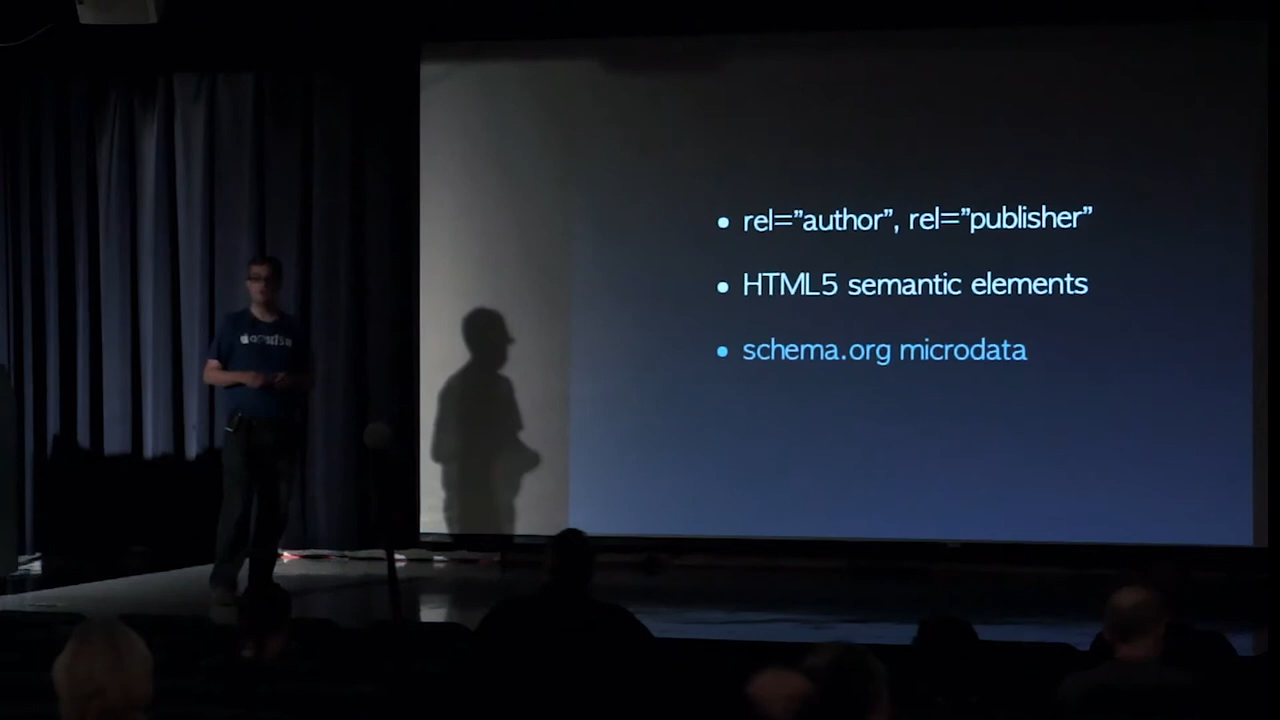 • rel=”author”, rel=”publisher”
• HTML5 semantic elements
• schema.org microdata